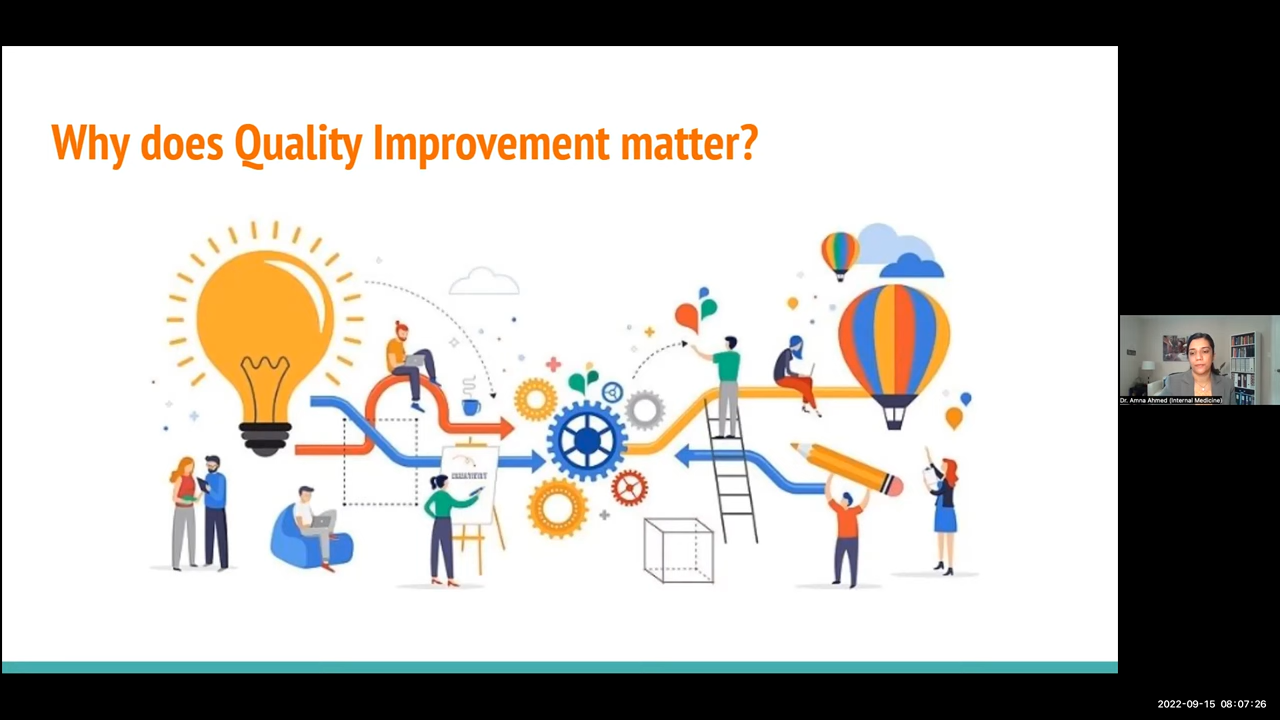 Why does Quality Improvement matter?
Dr. Amna Ahmed (Internal Medicine)
2022-09-15 08:07:26